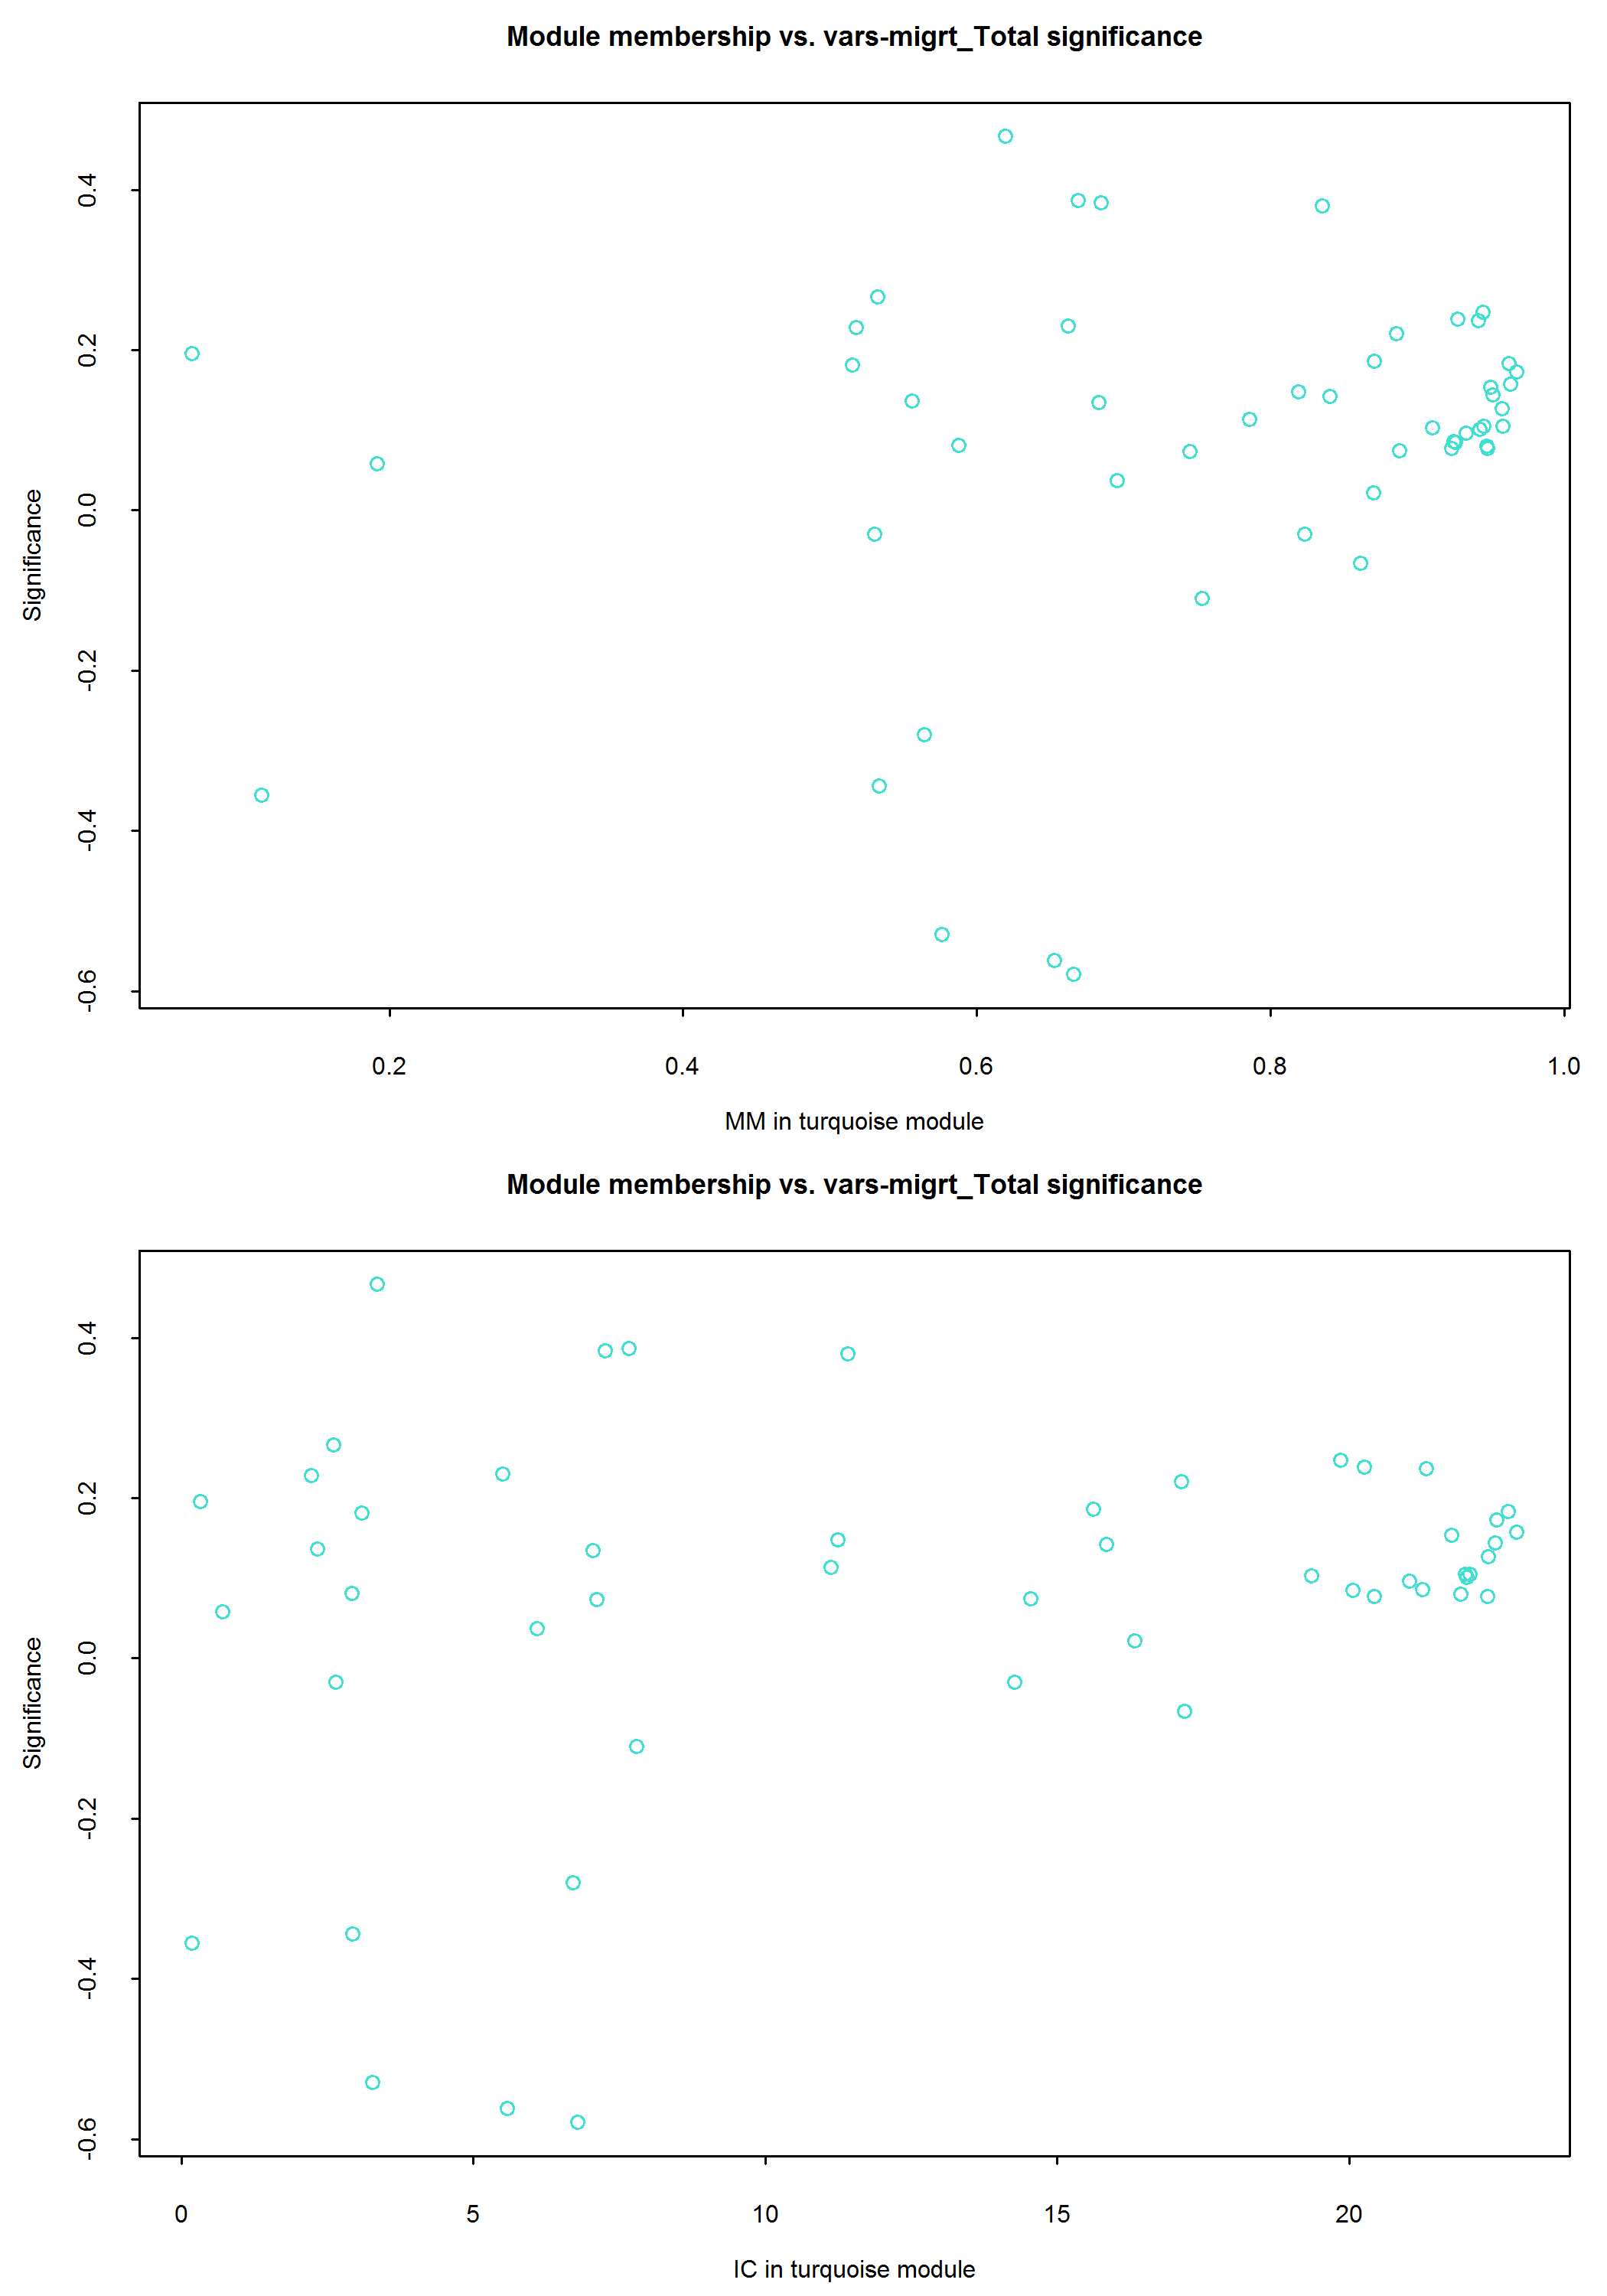 Module membership vs. vars-migrt_Total significance
0.4
0.2
0.0
-0.2
-0.4
-0.6
Significance
0.2 0.4 0.6 0.8 1.0
MM in turquoise module
Module membership vs. vars-migrt_Total significance
0.4
0.2
0.0
-0.2
-0.4
-0.6
Significance
0 5 10 15 20
IC in turquoise module